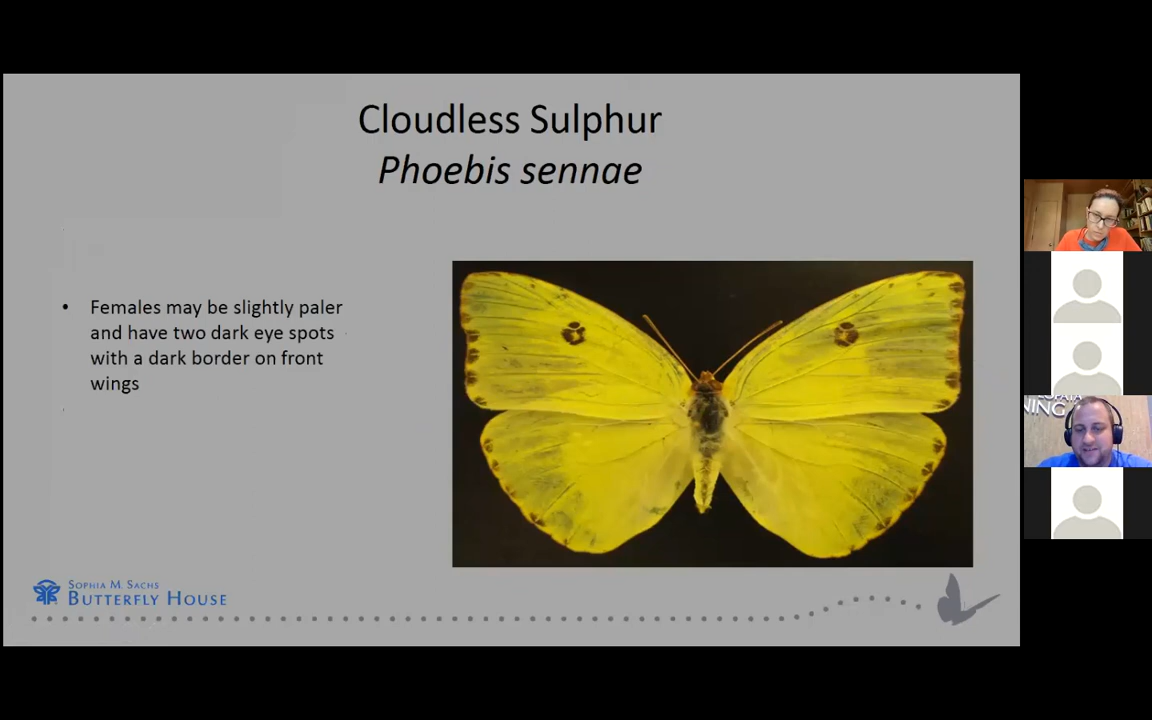 Cloudless Sulphur
Phoebis sennae
• Females may be slightly paler
and have two dark eye spots
with a dark border on front
wings
SOPHIA M. SACHS
BUTTERFLY HOUSE
NING